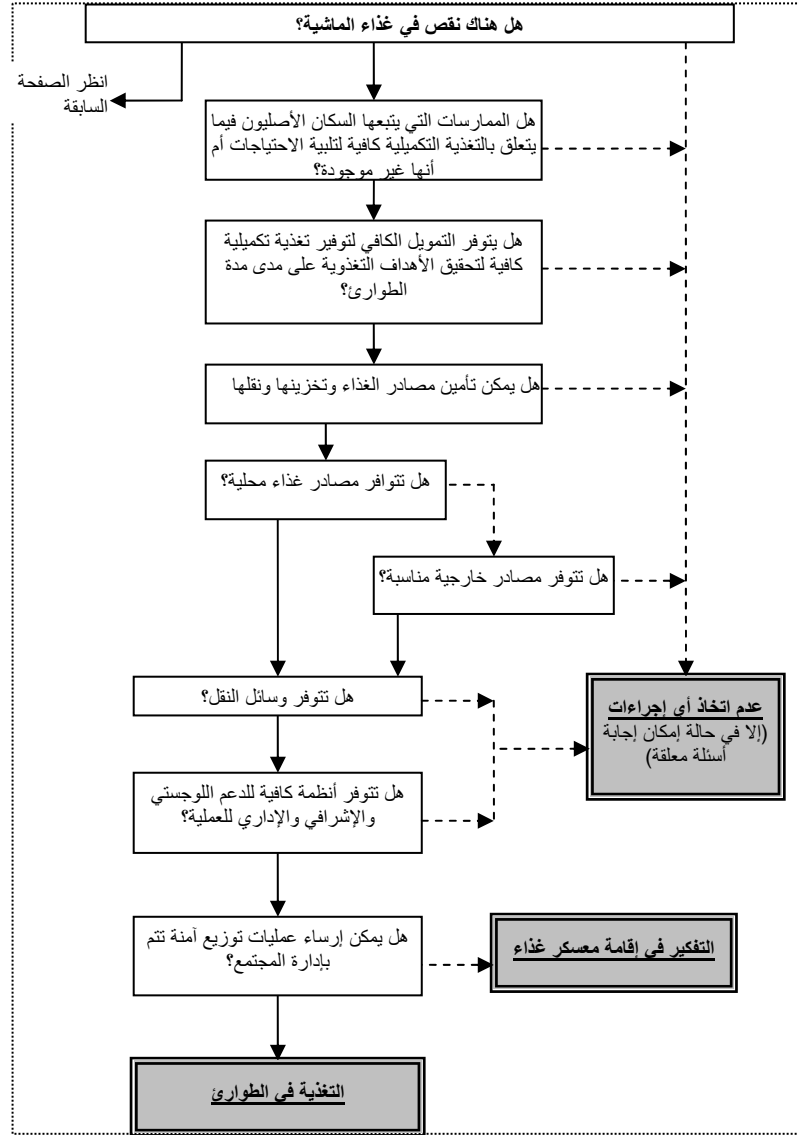 هل هناك نقص في غذاء الماشية؟
انظر الصفحة
السابقة
هل الممارسات التي يتبعها السكان الأصليون فيما
يتعلق بالتغذية التكميلية كافية لتلبية الاحتياجات أم
أنها غير موجودة؟
هل يتوفر التمويل الكافي لتوفير تغذية تكميلية
كافية لتحقيق الأهداف التغذوية على مدى مدة
الطوارئ؟
هل يمكن تأمين مصادر الغذاء وتخزينها ونقلها
هل تتوافر مصادر غذاء محلية؟
هل تتوفر مصادر خارجية مناسبة؟
هل تتوفر وسائل النقل؟
عدم اتخاذ أي إجراءات
(إلا في حالة إمكان إجابة
أسئلة معلقة)
هل تتوفر أنظمة كافية للدعم اللوجستي
والإشرافي والإداري للعملية؟
هل يمكن إرساء عمليات توزيع آمنة تتم
بإدارة المجتمع؟
التفكير في إقامة معسكر غذاء
التغذية في الطوارئ